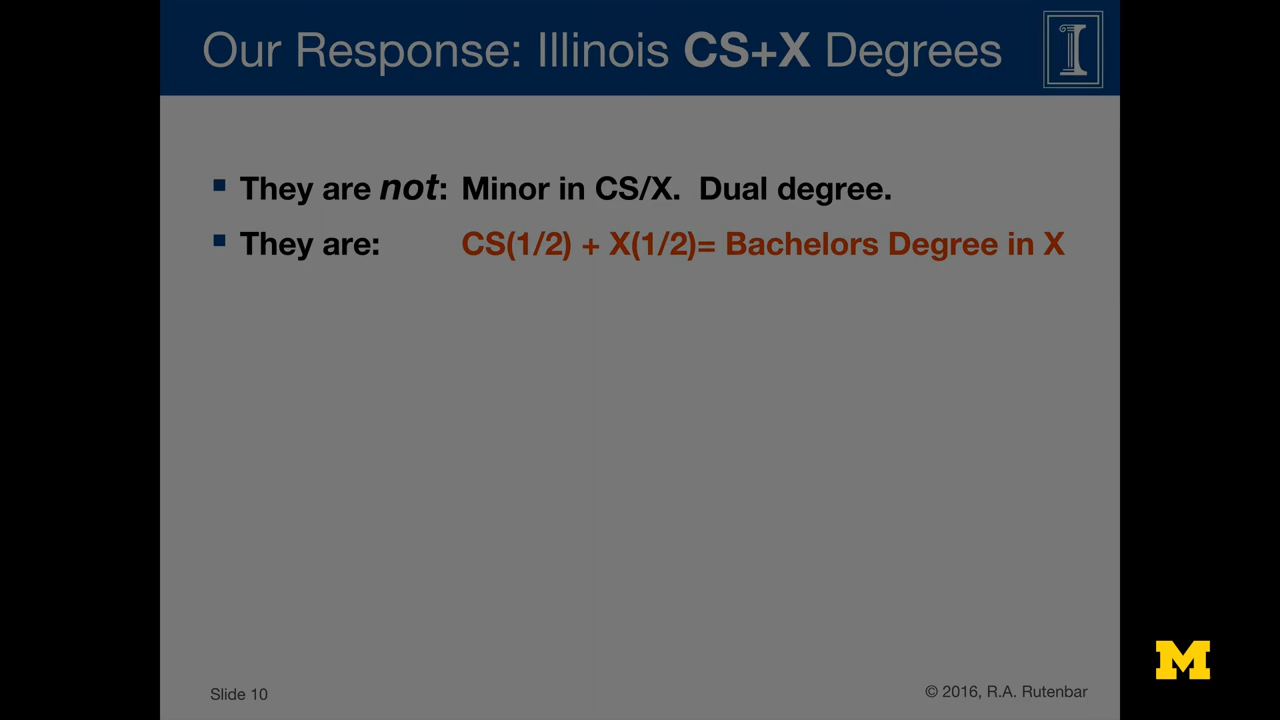 Our Response: Illinois CS+X Degrees
They are not: Minor in CS/X. Dual degree.
They are: CS(1/2) + X(1/2)= Bachelors Degree in X
Slide 10
© 2016, R.A. Rutenbar
M